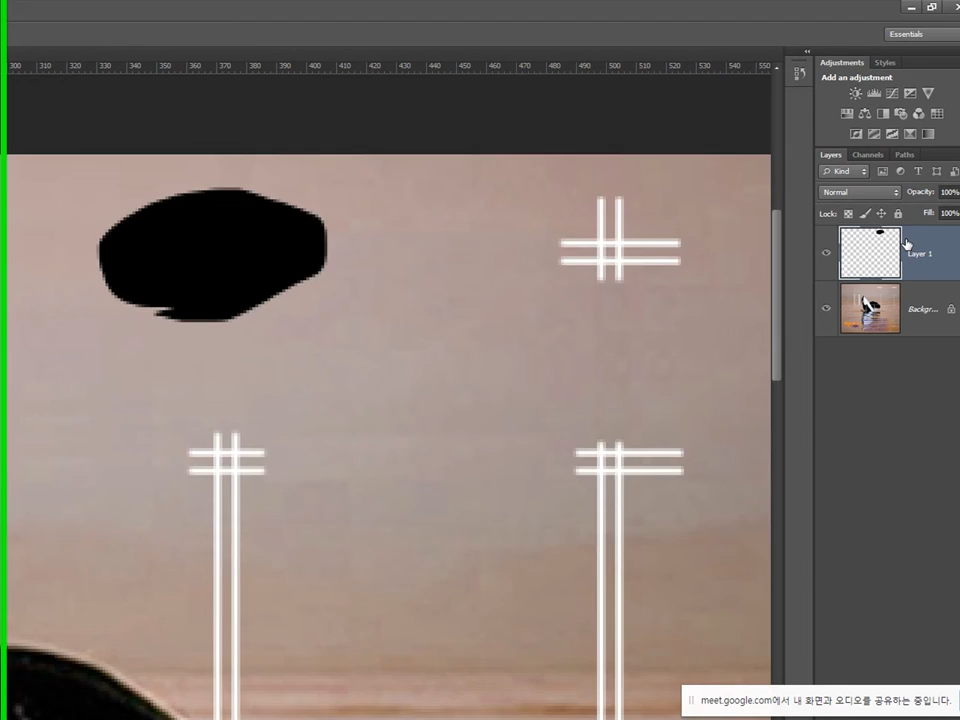 Essentials
300 310 320 330 340 350 360 370 380 390 400 410 420 430 440 450 460 470 480 490 500 510 520 530 540 550
Adjustments Styles
Add an adjustment
Layers Channels Paths
Kind
Normal Opacity: 100%
Lock: Fill: 100%
Layer 1
Backgr...
meet.google.com에서 내 화면과 오디오를 공유하는 중입니다.